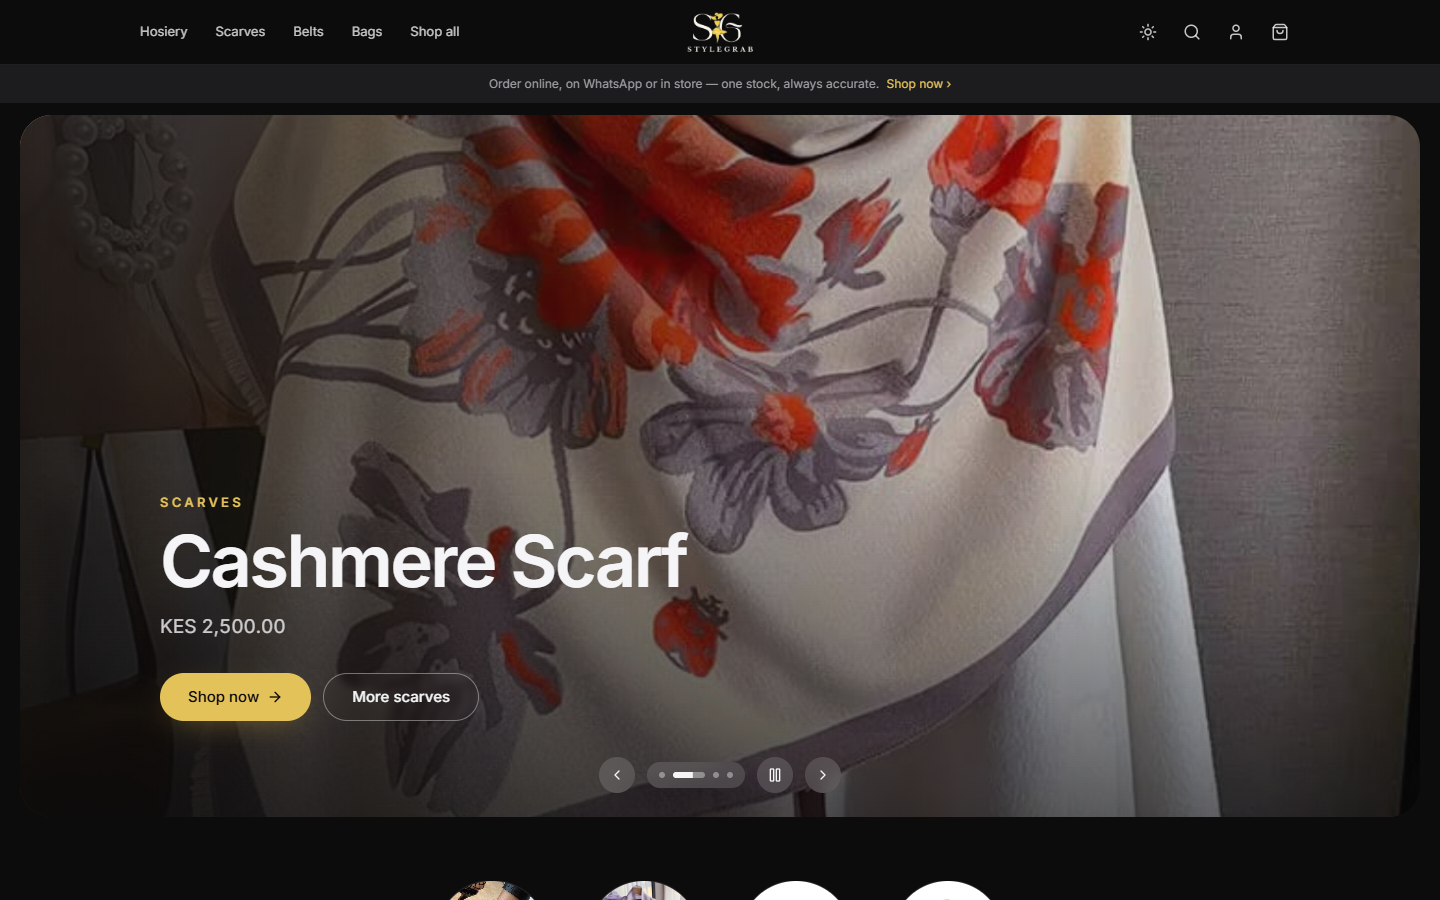 Hosiery Scarves Belts Bags Shop all
SG
STYLEGRAB
Order online, on WhatsApp or in store — one stock, always accurate. Shop now ›
SCARVES
Cashmere Scarf
KES 2,500.00
Shop now →
More scarves